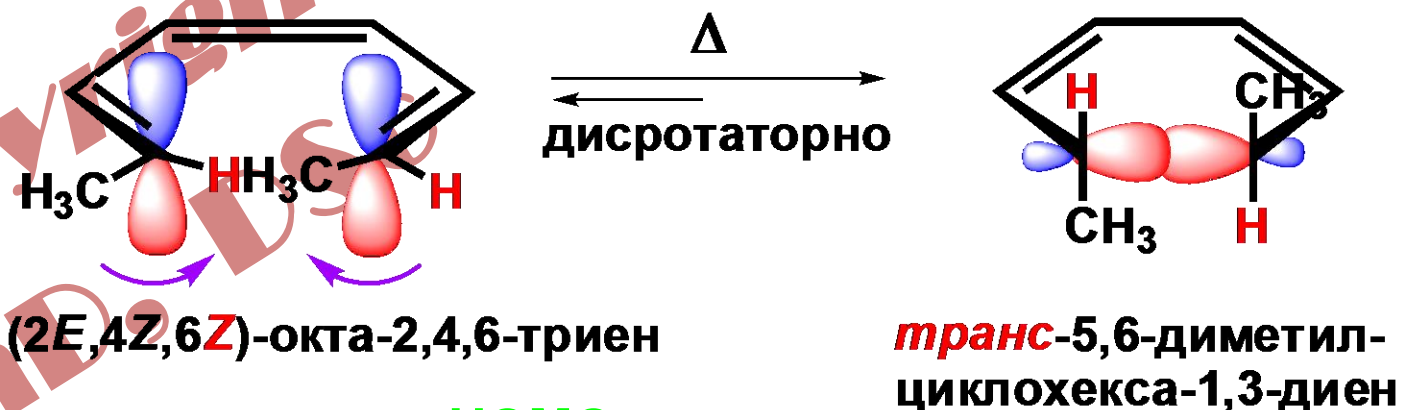 Δ
дисротаторно
H₃C H H₃C H
H CH₃
CH₃ H
(2E,4Z,6Z)-окта-2,4,6-триен
транс-5,6-диметил-
циклохекса-1,3-диен